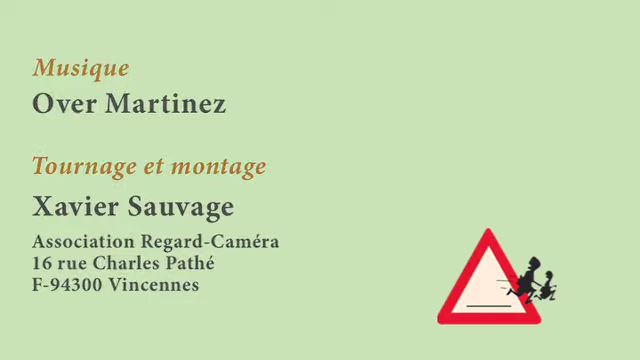 Musique
Over Martinez
Tournage et montage
Xavier Sauvage
Association Regard-Caméra
16 rue Charles Pathé
F-94300 Vincennes